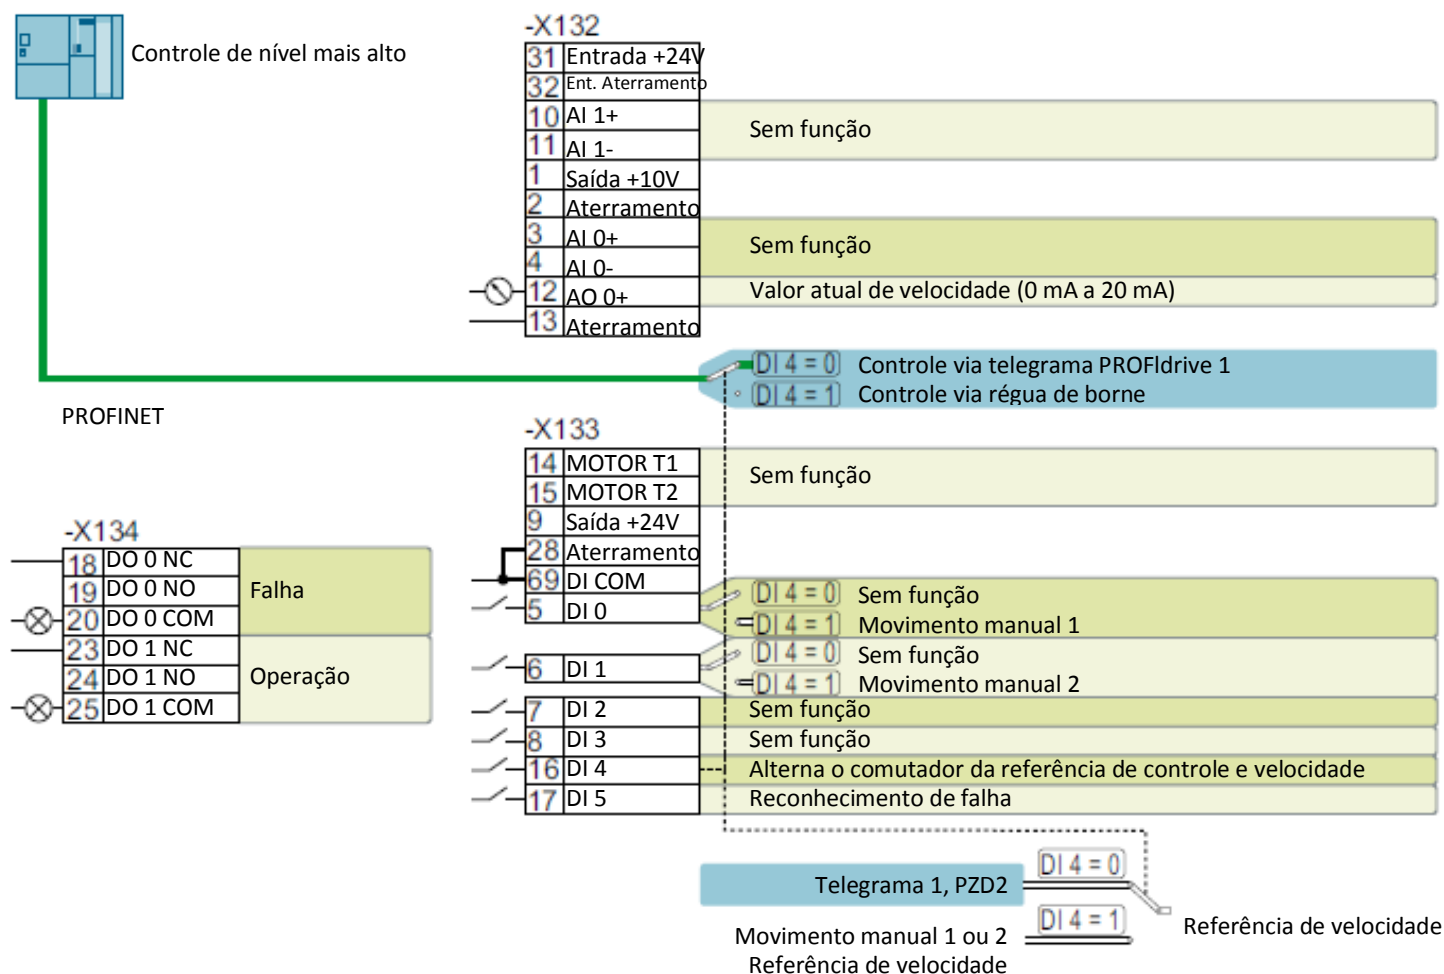 Controle de nível mais alto
-X132
31 Entrada +24V
32 Ent. Aterramento
10 AI 1+
11 AI 1-
Sem função
1 Saída +10V
2 Aterramento
3 AI 0+
4 AI 0-
Sem função
12 AO 0+ Valor atual de velocidade (0 mA a 20 mA)
13 Aterramento
DI 4 = 0 Controle via telegrama PROFIdrive 1
DI 4 = 1 Controle via régua de borne
PROFINET
-X133
14 MOTOR T1
15 MOTOR T2
Sem função
9 Saída +24V
28 Aterramento
69 DI COM
5 DI 0
DI 4 = 0 Sem função
DI 4 = 1 Movimento manual 1
6 DI 1
DI 4 = 0 Sem função
DI 4 = 1 Movimento manual 2
7 DI 2 Sem função
8 DI 3 Sem função
16 DI 4 Alterna o comutador da referência de controle e velocidade
17 DI 5 Reconhecimento de falha
-X134
18 DO 0 NC
19 DO 0 NO
20 DO 0 COM
Falha
23 DO 1 NC
24 DO 1 NO
25 DO 1 COM
Operação
Telegrama 1, PZD2
DI 4 = 0
Movimento manual 1 ou 2
Referência de velocidade
DI 4 = 1
Referência de velocidade